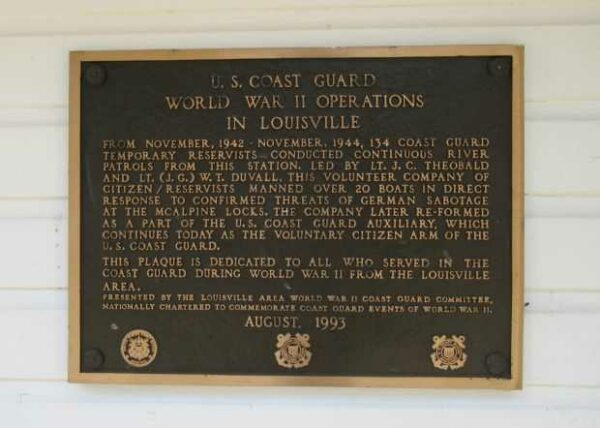 U. S. COAST GUARD
WORLD WAR II OPERATIONS
IN LOUISVILLE
FROM NOVEMBER, 1942 - NOVEMBER, 1944, 134 COAST GUARD
TEMPORARY RESERVISTS CONDUCTED CONTINUOUS RIVER
PATROLS FROM THIS STATION. LED BY LT. J. C. THEOBALD
AND LT. (J. G.) W. T. DUVALL, THIS VOLUNTEER COMPANY OF
CITIZEN / RESERVISTS MANNED OVER 20 BOATS IN DIRECT
RESPONSE TO CONFIRMED THREATS OF GERMAN SABOTAGE
AT THE MCALPINE LOCKS. THE COMPANY LATER RE-FORMED
AS A PART OF THE U.S. COAST GUARD AUXILIARY, WHICH
CONTINUES TODAY AS THE VOLUNTARY CITIZEN ARM OF THE
U. S. COAST GUARD.
THIS PLAQUE IS DEDICATED TO ALL WHO SERVED IN THE
COAST GUARD DURING WORLD WAR II FROM THE LOUISVILLE
AREA.
PRESENTED BY THE LOUISVILLE AREA WORLD WAR II COAST GUARD COMMITTEE,
NATIONALLY CHARTERED TO COMMEMORATE COAST GUARD EVENTS OF WORLD WAR II.
AUGUST, 1993